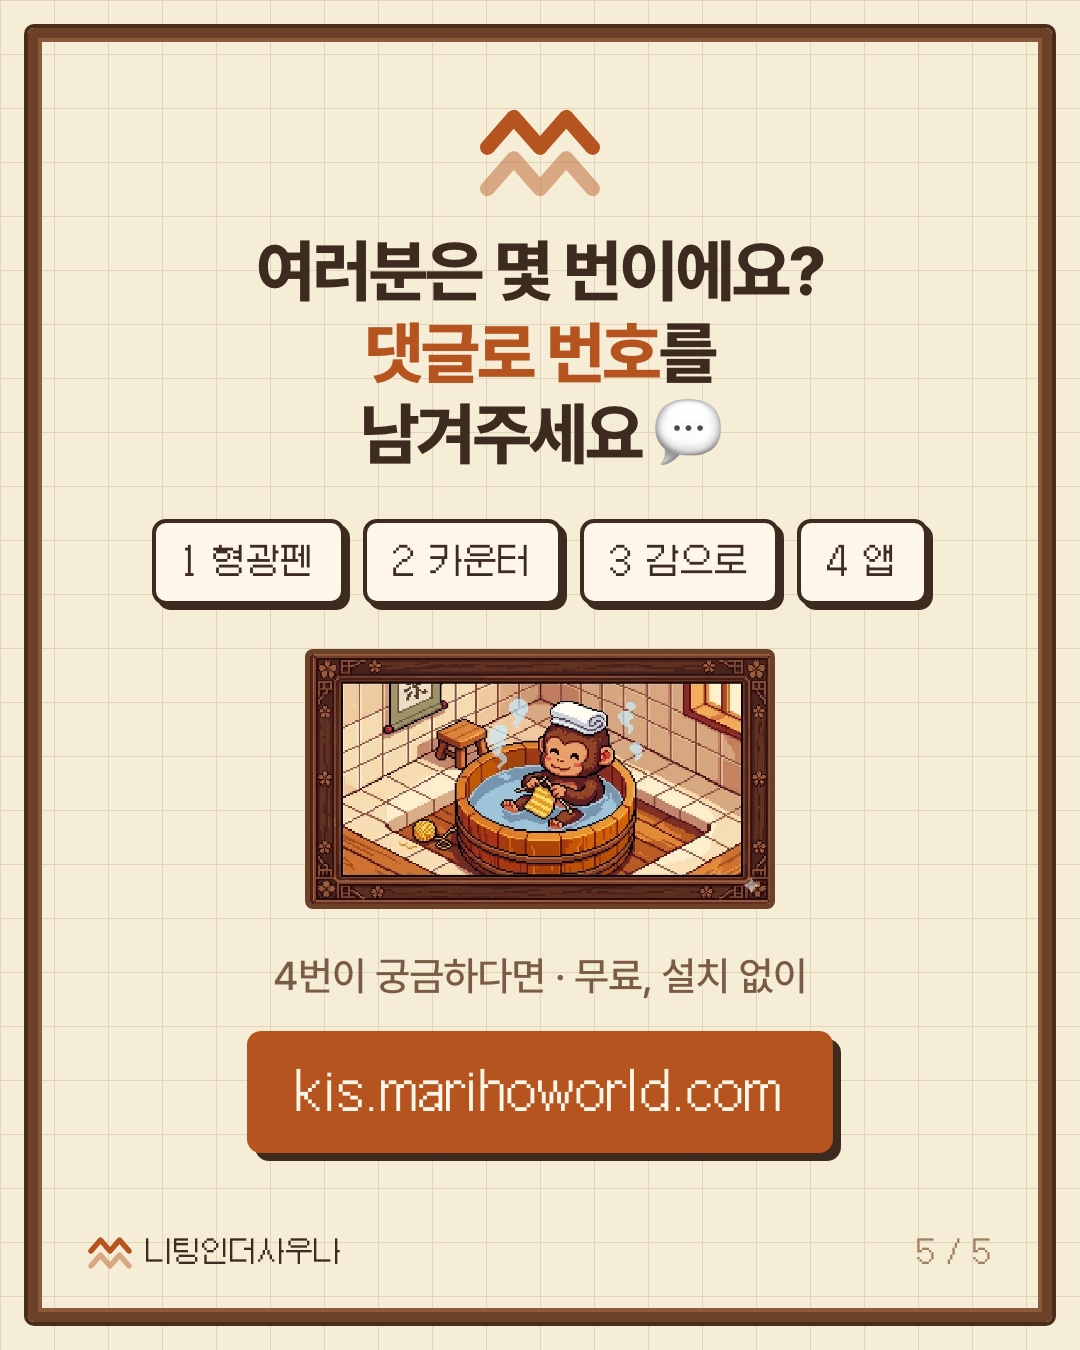 여러분은 몇 번이에요?
댓글로 번호를
남겨주세요
1 형광펜
2 카운터
3 감으로
4 앱
4번이 궁금하다면 · 무료, 설치 없이
kis.marihoworld.com
니팅인더사우나
5 / 5